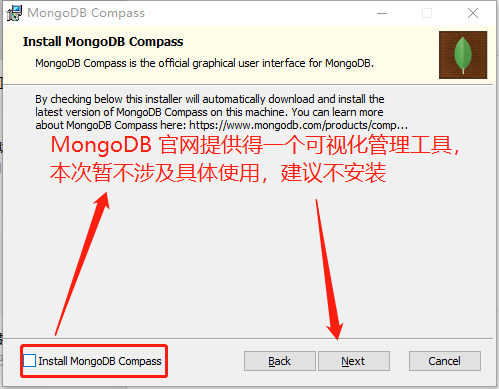 MongoDB Compass
Install MongoDB Compass
MongoDB Compass is the official graphical user interface for MongoDB.
By checking below this installer will automatically download and install the
latest version of MongoDB Compass on this machine. You can learn more
about MongoDB Compass here: https://www.mongodb.com/products/comp...
MongoDB 官网提供得一个可视化管理工具，
本次暂不涉及具体使用，建议不安装
Install MongoDB Compass
Back
Next
Cancel